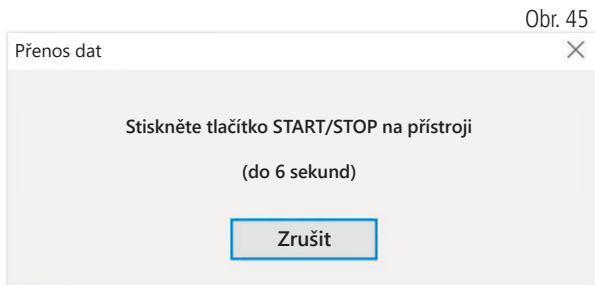 Obr. 45
Přenos dat
Stiskněte tlačítko START/STOP na přístroji
(do 6 sekund)
Zrušit